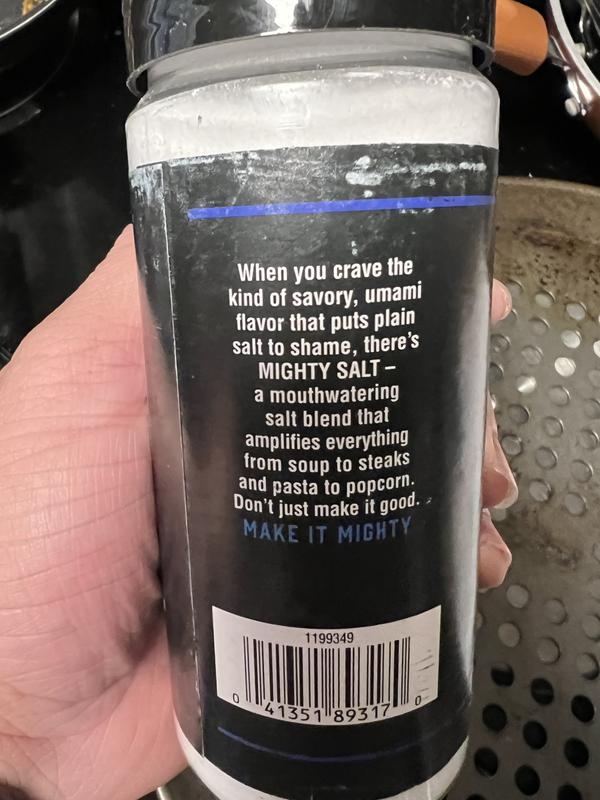 When you crave the
kind of savory, umami
flavor that puts plain
salt to shame, there's
MIGHTY SALT –
a mouthwatering
salt blend that
amplifies everything
from soup to steaks
and pasta to popcorn.
Don't just make it good.
MAKE IT MIGHTY
1199349
0 41351 89317 0